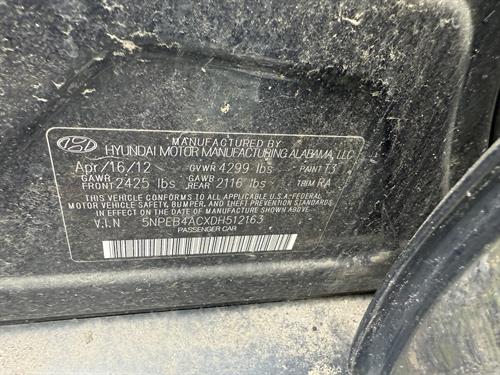 MANUFACTURED BY
HYUNDAI MOTOR MANUFACTURING ALABAMA, LLC
Apr/16/12 GVWR 4299 lbs PAINT T3
GAWR FRONT 2425 lbs GAWR REAR 2116 lbs TRIM RA
THIS VEHICLE CONFORMS TO ALL APPLICABLE U.S.A. FEDERAL
MOTOR VEHICLE SAFETY, BUMPER, AND THEFT PREVENTION STANDARDS
IN EFFECT ON THE DATE OF MANUFACTURE SHOWN ABOVE.
V.I.N 5NPEB4ACXDH512163
PASSENGER CAR